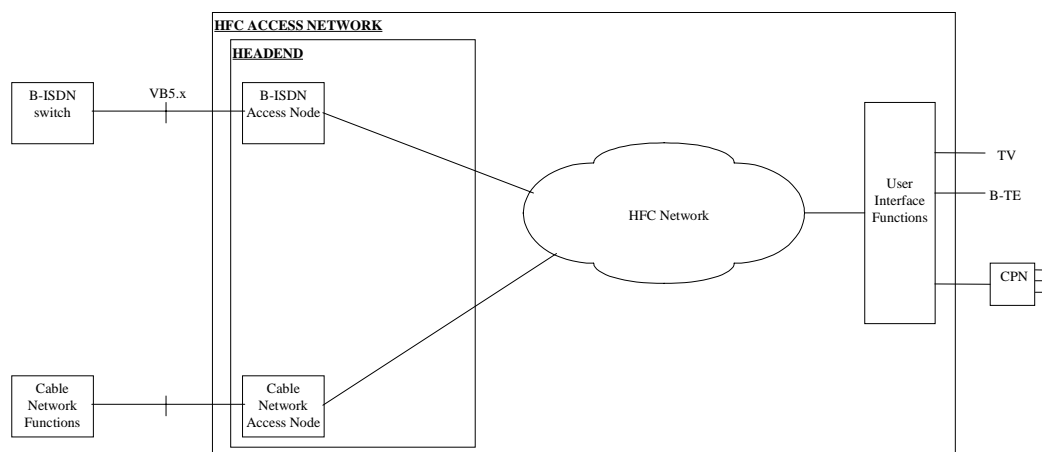 HFC ACCESS NETWORK
HEADEND
B-ISDN
switch
VB5.x
B-ISDN
Access Node
HFC Network
User
Interface
Functions
TV
B-TE
CPN
Cable
Network
Functions
Cable
Network
Access Node